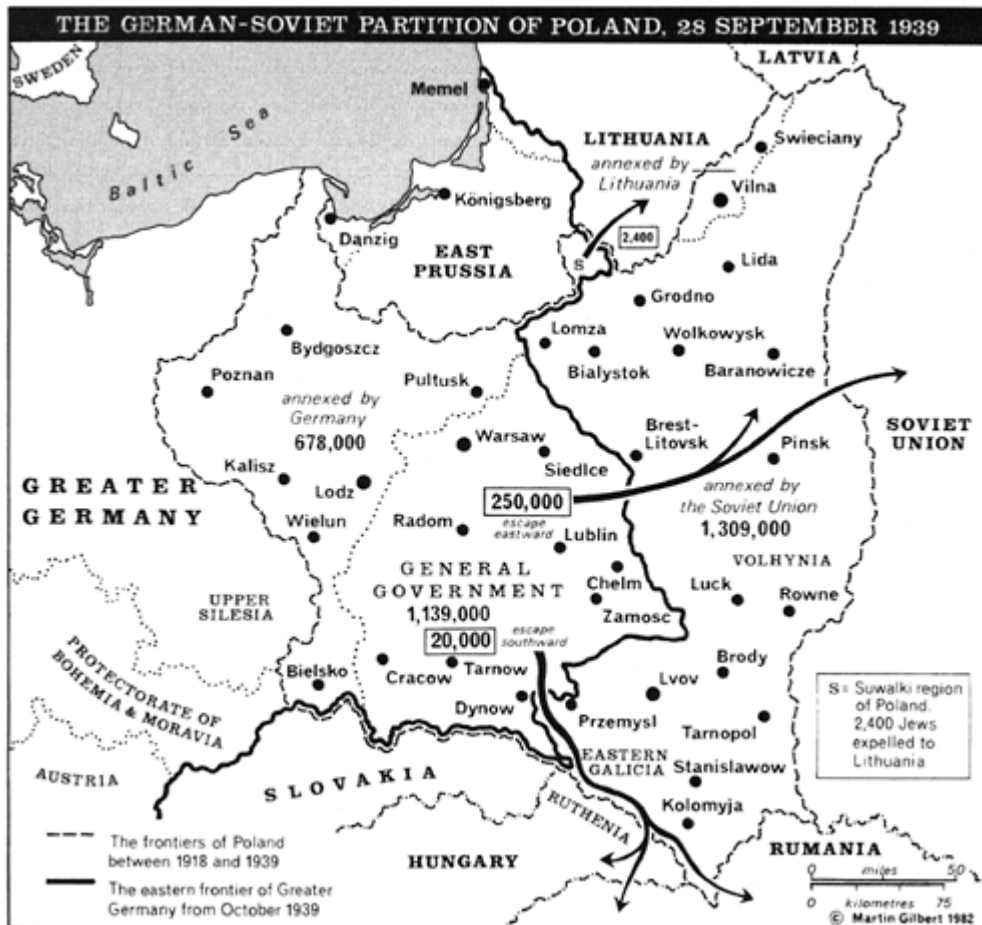 THE GERMAN-SOVIET PARTITION OF POLAND, 28 SEPTEMBER 1939
SWEDEN
LATVIA
Memel
Baltic Sea
LITHUANIA
annexed by
Lithuania
Swieciany
Vilna
Königsberg
Danzig
EAST
PRUSSIA
2,400
S
Lida
Grodno
Bydgoszcz
Lomza
Wolkowysk
Bialystok
Baranowicze
Poznan
Pultusk
annexed by
Germany
678,000
Warsaw
Siedlce
Brest-
Litovsk
Pinsk
SOVIET
UNION
Kalisz
Lodz
GREATER
GERMANY
250,000
escape
eastward
annexed by
the Soviet Union
1,309,000
Wielun
Radom
Lublin
VOLHYNIA
GENERAL
GOVERNMENT
1,139,000
Chelm
Zamosc
Luck
Rowne
UPPER
SILESIA
20,000
escape
southward
PROTECTORATE OF
BOHEMIA & MORAVIA
Bielsko
Cracow
Tarnow
Dynow
Przemysl
Lvov
Brody
Tarnopol
S = Suwalki region
of Poland.
2,400 Jews
expelled to
Lithuania
AUSTRIA
SLOVAKIA
EASTERN
GALICIA
Stanislawow
Kolomyja
RUTHENIA
HUNGARY
RUMANIA
The frontiers of Poland
between 1918 and 1939
The eastern frontier of Greater
Germany from October 1939
0 miles 50
0 kilometres 75
© Martin Gilbert 1982